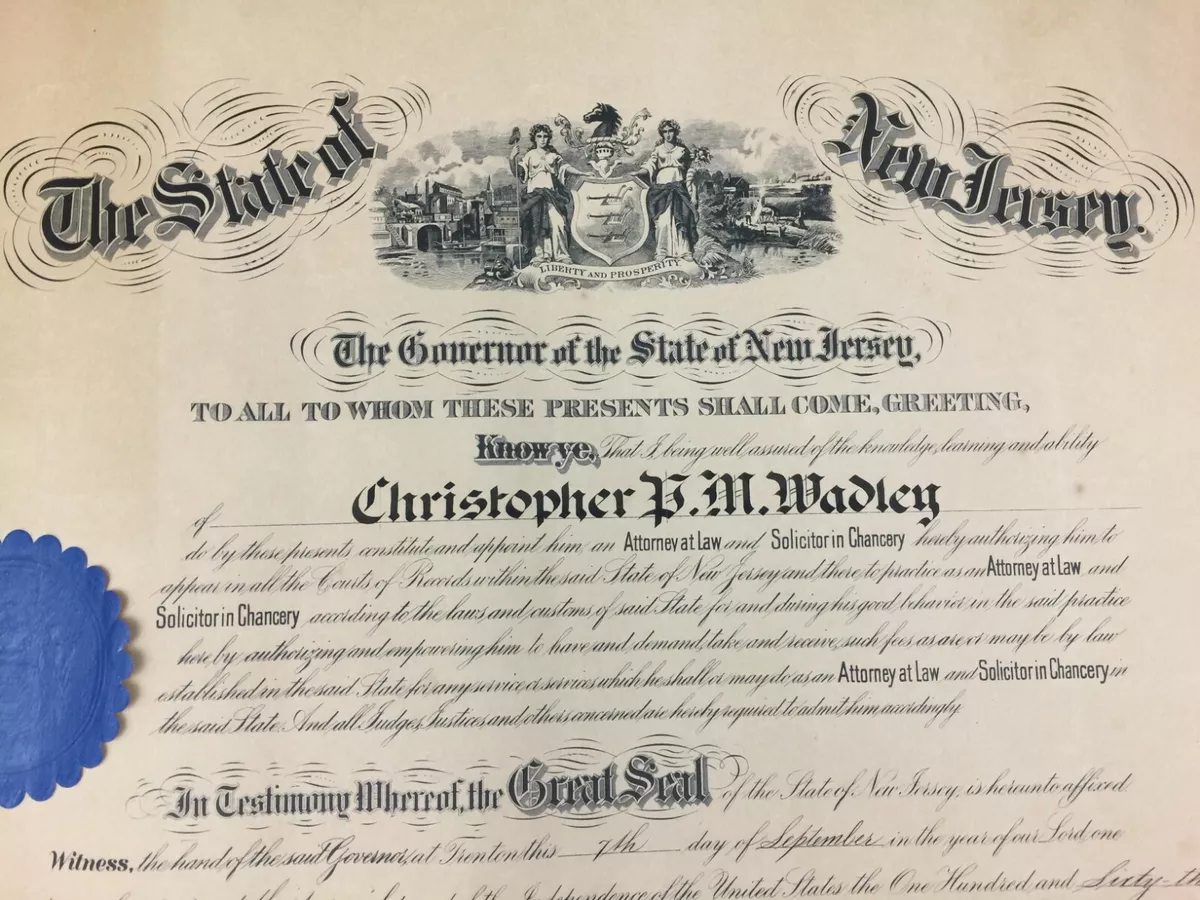 The State of New Jersey.
LIBERTY AND PROSPERITY
The Governor of the State of New Jersey,
TO ALL TO WHOM THESE PRESENTS SHALL COME, GREETING,
Know ye, That I, being well assured of the knowledge, learning and ability
of Christopher P. M. Wadley
do by these presents constitute and appoint him an Attorney at Law and Solicitor in Chancery hereby authorizing him to
appear in all the Courts of Records within the said State of New Jersey and there to practice as an Attorney at Law and
Solicitor in Chancery according to the laws and customs of said State for and during his good behavior in the said practice
hereby authorizing and empowering him to have and demand, take and receive, such fees as are or may be by law
established in the said State for any service or services which he shall or may do as an Attorney at Law and Solicitor in Chancery in
the said State. And all Judges, Justices, and others concerned are hereby required to admit him accordingly.
In Testimony Whereof, the Great Seal of the State of New Jersey, is hereunto affixed
Witness, the hand of the said Governor, at Trenton this 7th day of September in the year of our Lord one
Independence of the United States the One Hundred and Sixty-th